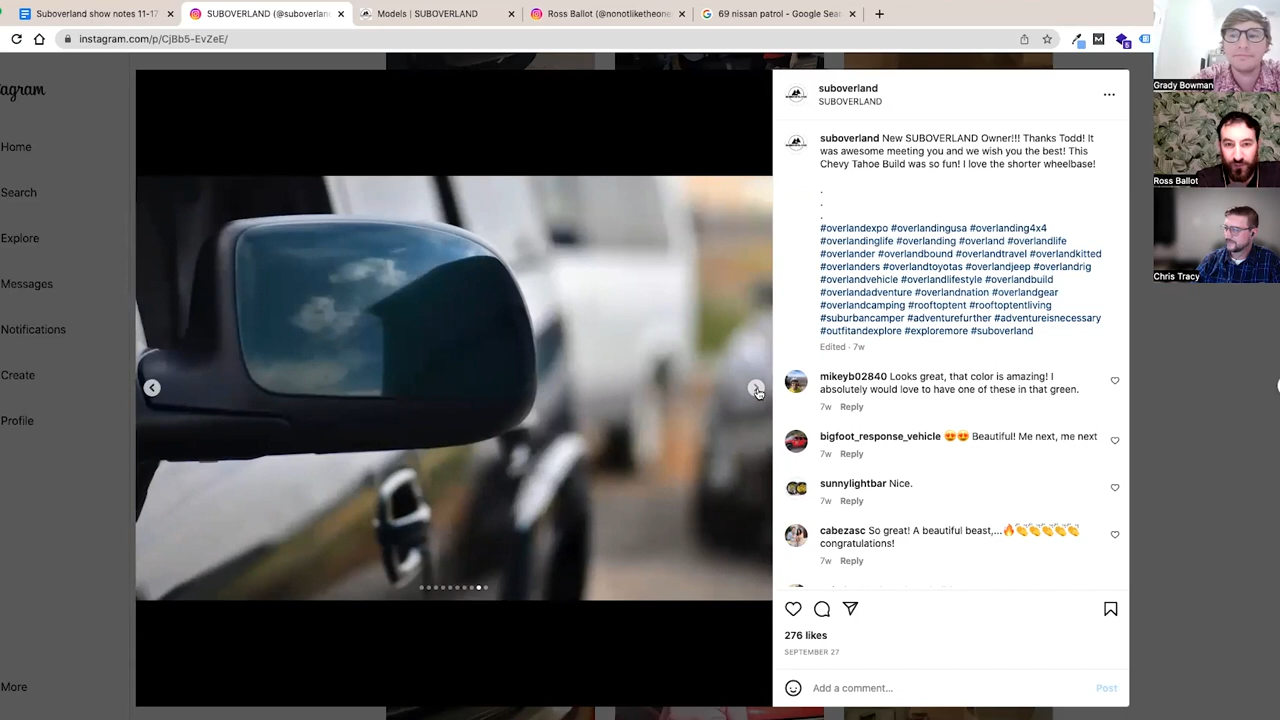 Suboverland show notes 11-17
SUBOVERLAND (@suboverlan
Models | SUBOVERLAND
Ross Ballot (@nonotliketheone
69 nissan patrol - Google Sear
instagram.com/p/CjBb5-EvZeE/
Grady Bowman
Ross Ballot
Chris Tracy
agram
Home
Search
Explore
Messages
Notifications
Create
Profile
More
suboverland
SUBOVERLAND
suboverland New SUBOVERLAND Owner!!! Thanks Todd! It
was awesome meeting you and we wish you the best! This
Chevy Tahoe Build was so fun! I love the shorter wheelbase!
.
.
.
#overlandexpo #overlandingusa #overlanding4x4
#overlandinglife #overlanding #overland #overlandlife
#overlander #overlandbound #overlandtravel #overlandkitted
#overlanders #overlandtoyotas #overlandjeep #overlandrig
#overlandvehicle #overlandlifestyle #overlandbuild
#overlandadventure #overlandnation #overlandgear
#overlandcamping #rooftoptent #rooftoptentliving
#suburbancamper #adventurefurther #adventureisnecessary
#outfitandexplore #exploremore #suboverland
Edited · 7w
mikeyb02840 Looks great, that color is amazing! I
absolutely would love to have one of these in that green.
7w Reply
bigfoot_response_vehicle 😍😍 Beautiful! Me next, me next
7w Reply
sunnylightbar Nice.
7w Reply
cabezasc So great! A beautiful beast,...🔥👏👏👏👏👏
congratulations!
7w Reply
276 likes
SEPTEMBER 27
Add a comment...
Post